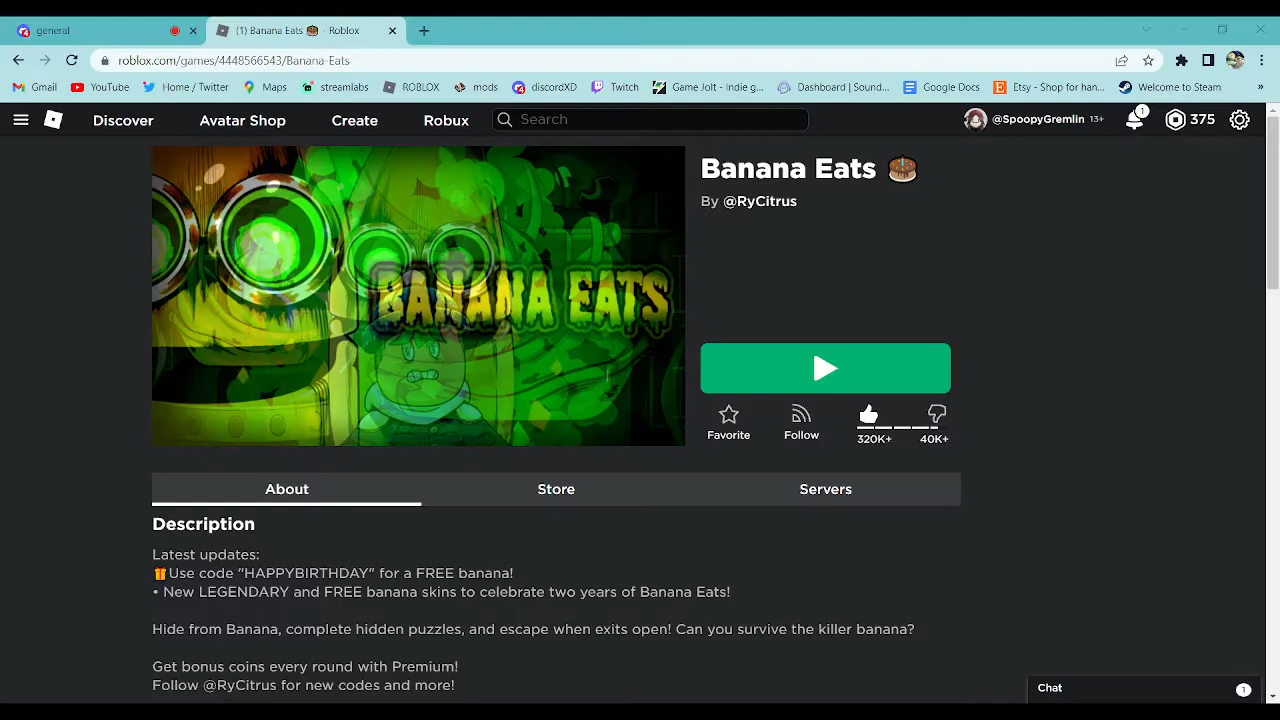 general
(1) Banana Eats 🎂 - Roblox
roblox.com/games/4448566543/Banana-Eats
Gmail
YouTube
Home / Twitter
Maps
streamlabs
ROBLOX
mods
discordXD
Twitch
Game Jolt - Indie g...
Dashboard | Sound...
Google Docs
Etsy - Shop for han...
Welcome to Steam
»
Discover
Avatar Shop
Create
Robux
Search
@SpoopyGremlin 13+
1
375
BANANA EATS
Banana Eats 🎂
By @RyCitrus
Favorite
Follow
320K+
40K+
About
Store
Servers
Description
Latest updates:
🎁Use code "HAPPYBIRTHDAY" for a FREE banana!
• New LEGENDARY and FREE banana skins to celebrate two years of Banana Eats!
Hide from Banana, complete hidden puzzles, and escape when exits open! Can you survive the killer banana?
Get bonus coins every round with Premium!
Follow @RyCitrus for new codes and more!
Chat
1